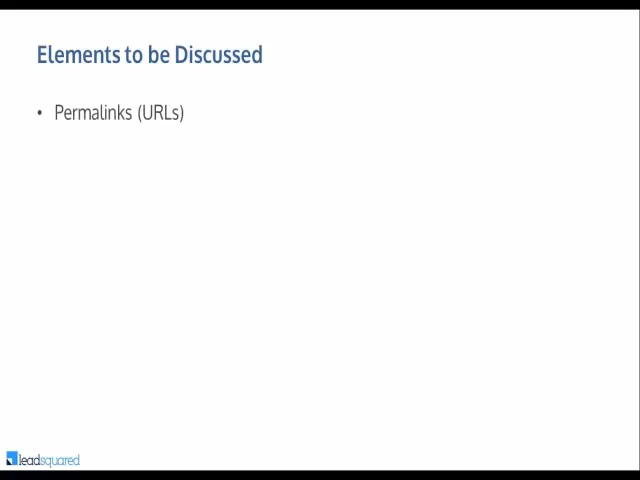 Elements to be Discussed
• Permalinks (URLs)
leadsquared